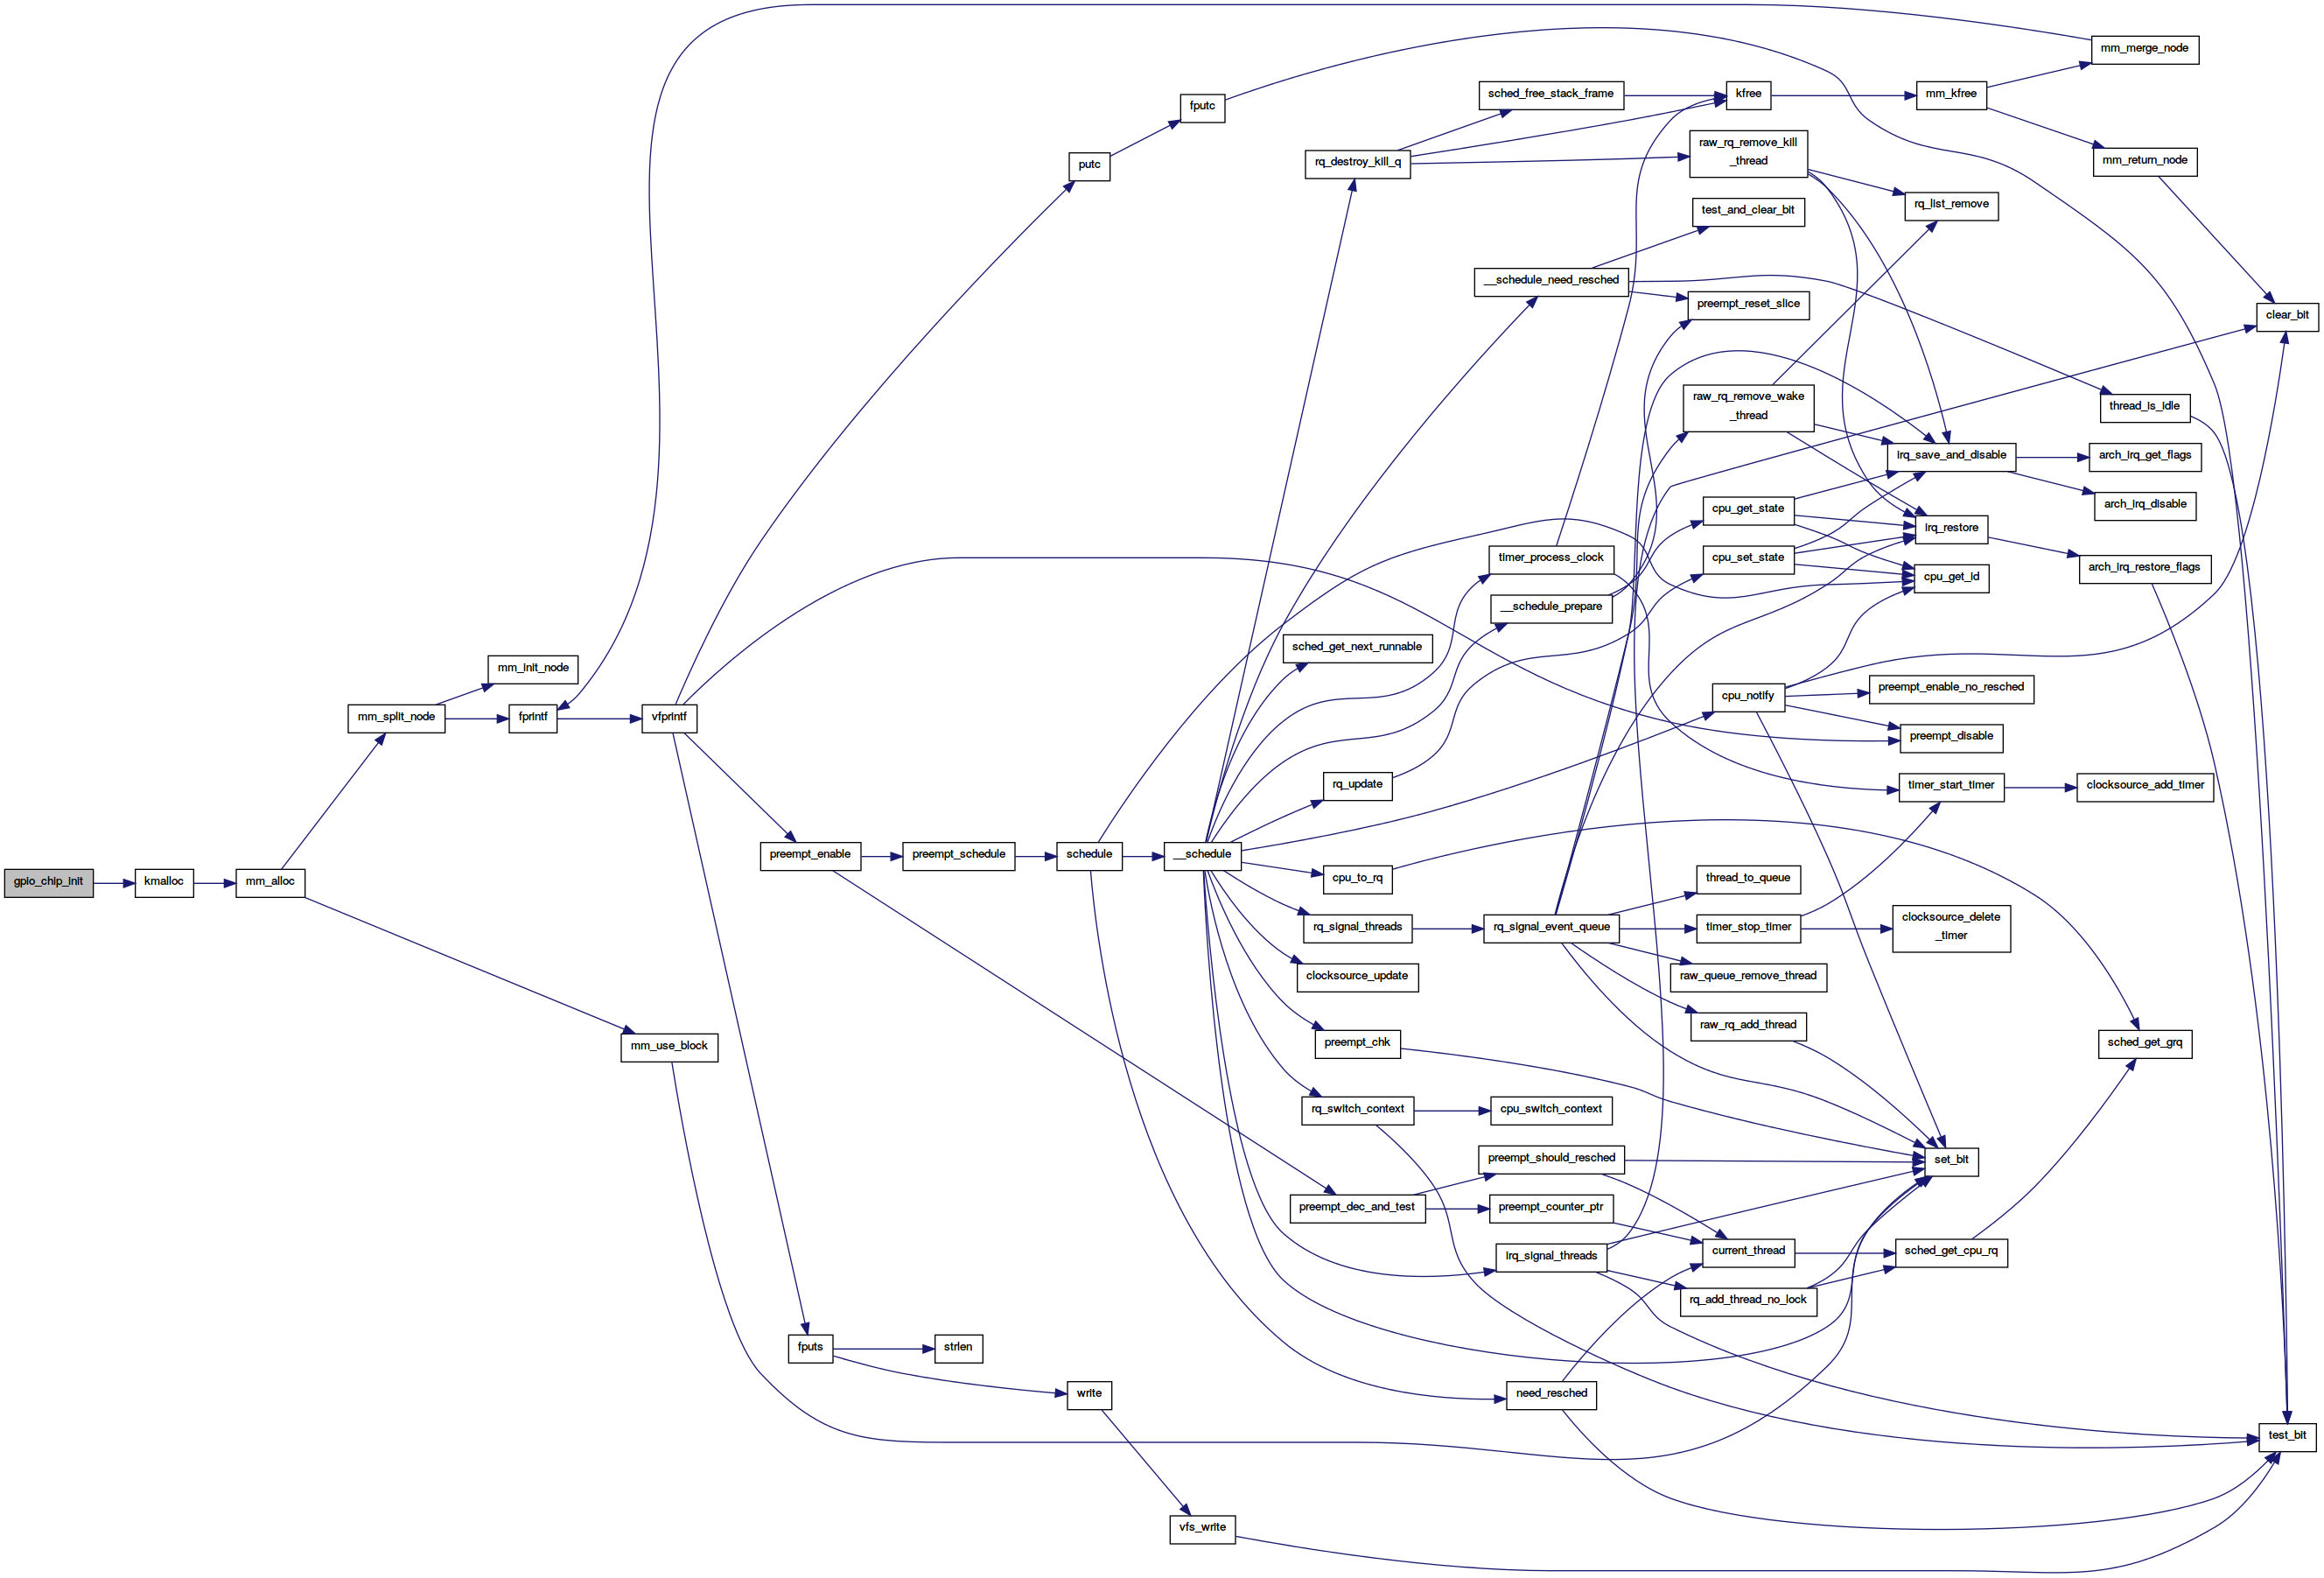 mm_merge_node
sched_free_stack_frame
kfree
mm_kfree
fputc
raw_rq_remove_kill
_thread
putc
rq_destroy_kill_q
mm_return_node
rq_list_remove
test_and_clear_bit
__schedule_need_resched
preempt_reset_slice
clear_bit
raw_rq_remove_wake
_thread
thread_is_idle
irq_save_and_disable
arch_irq_get_flags
arch_irq_disable
cpu_get_state
irq_restore
timer_process_clock
cpu_set_state
arch_irq_restore_flags
cpu_get_id
__schedule_prepare
sched_get_next_runnable
mm_init_node
preempt_enable_no_resched
cpu_notify
mm_split_node
fprintf
vfprintf
preempt_disable
rq_update
timer_start_timer
clocksource_add_timer
preempt_enable
preempt_schedule
schedule
__schedule
gpio_chip_init
kmalloc
mm_alloc
cpu_to_rq
thread_to_queue
clocksource_delete
_timer
rq_signal_threads
rq_signal_event_queue
timer_stop_timer
clocksource_update
raw_queue_remove_thread
raw_rq_add_thread
mm_use_block
preempt_chk
sched_get_grq
rq_switch_context
cpu_switch_context
preempt_should_resched
set_bit
preempt_dec_and_test
preempt_counter_ptr
irq_signal_threads
current_thread
sched_get_cpu_rq
rq_add_thread_no_lock
fputs
strlen
write
need_resched
test_bit
vfs_write